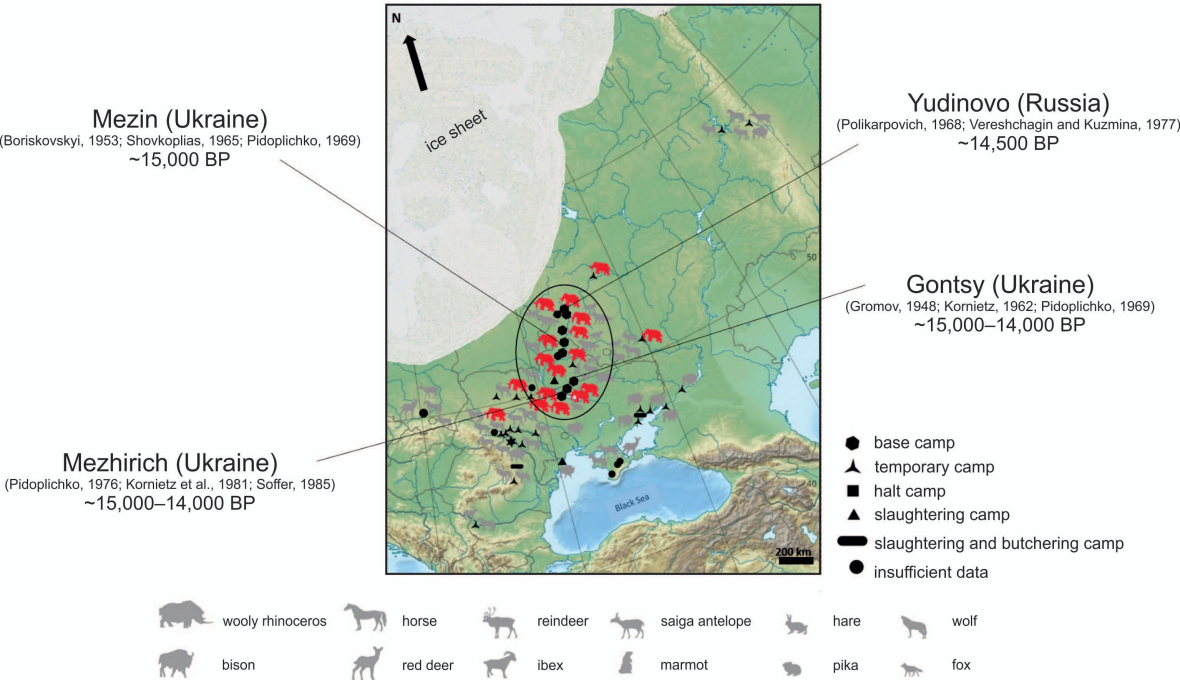 N
ice sheet
Mezin (Ukraine)
(Boriskovskyi, 1953; Shovkoplias, 1965; Pidoplichko, 1969)
~15,000 BP
Yudinovo (Russia)
(Polikarpovich, 1968; Vereshchagin and Kuzmina, 1977)
~14,500 BP
50
Gontsy (Ukraine)
(Gromov, 1948; Kornietz, 1962; Pidoplichko, 1969)
~15,000–14,000 BP
Mezhirich (Ukraine)
(Pidoplichko, 1976; Kornietz et al., 1981; Soffer, 1985)
~15,000–14,000 BP
40
Black Sea
200 km
base camp
temporary camp
halt camp
slaughtering camp
slaughtering and butchering camp
insufficient data
wooly rhinoceros
horse
reindeer
saiga antelope
hare
wolf
bison
red deer
ibex
marmot
pika
fox